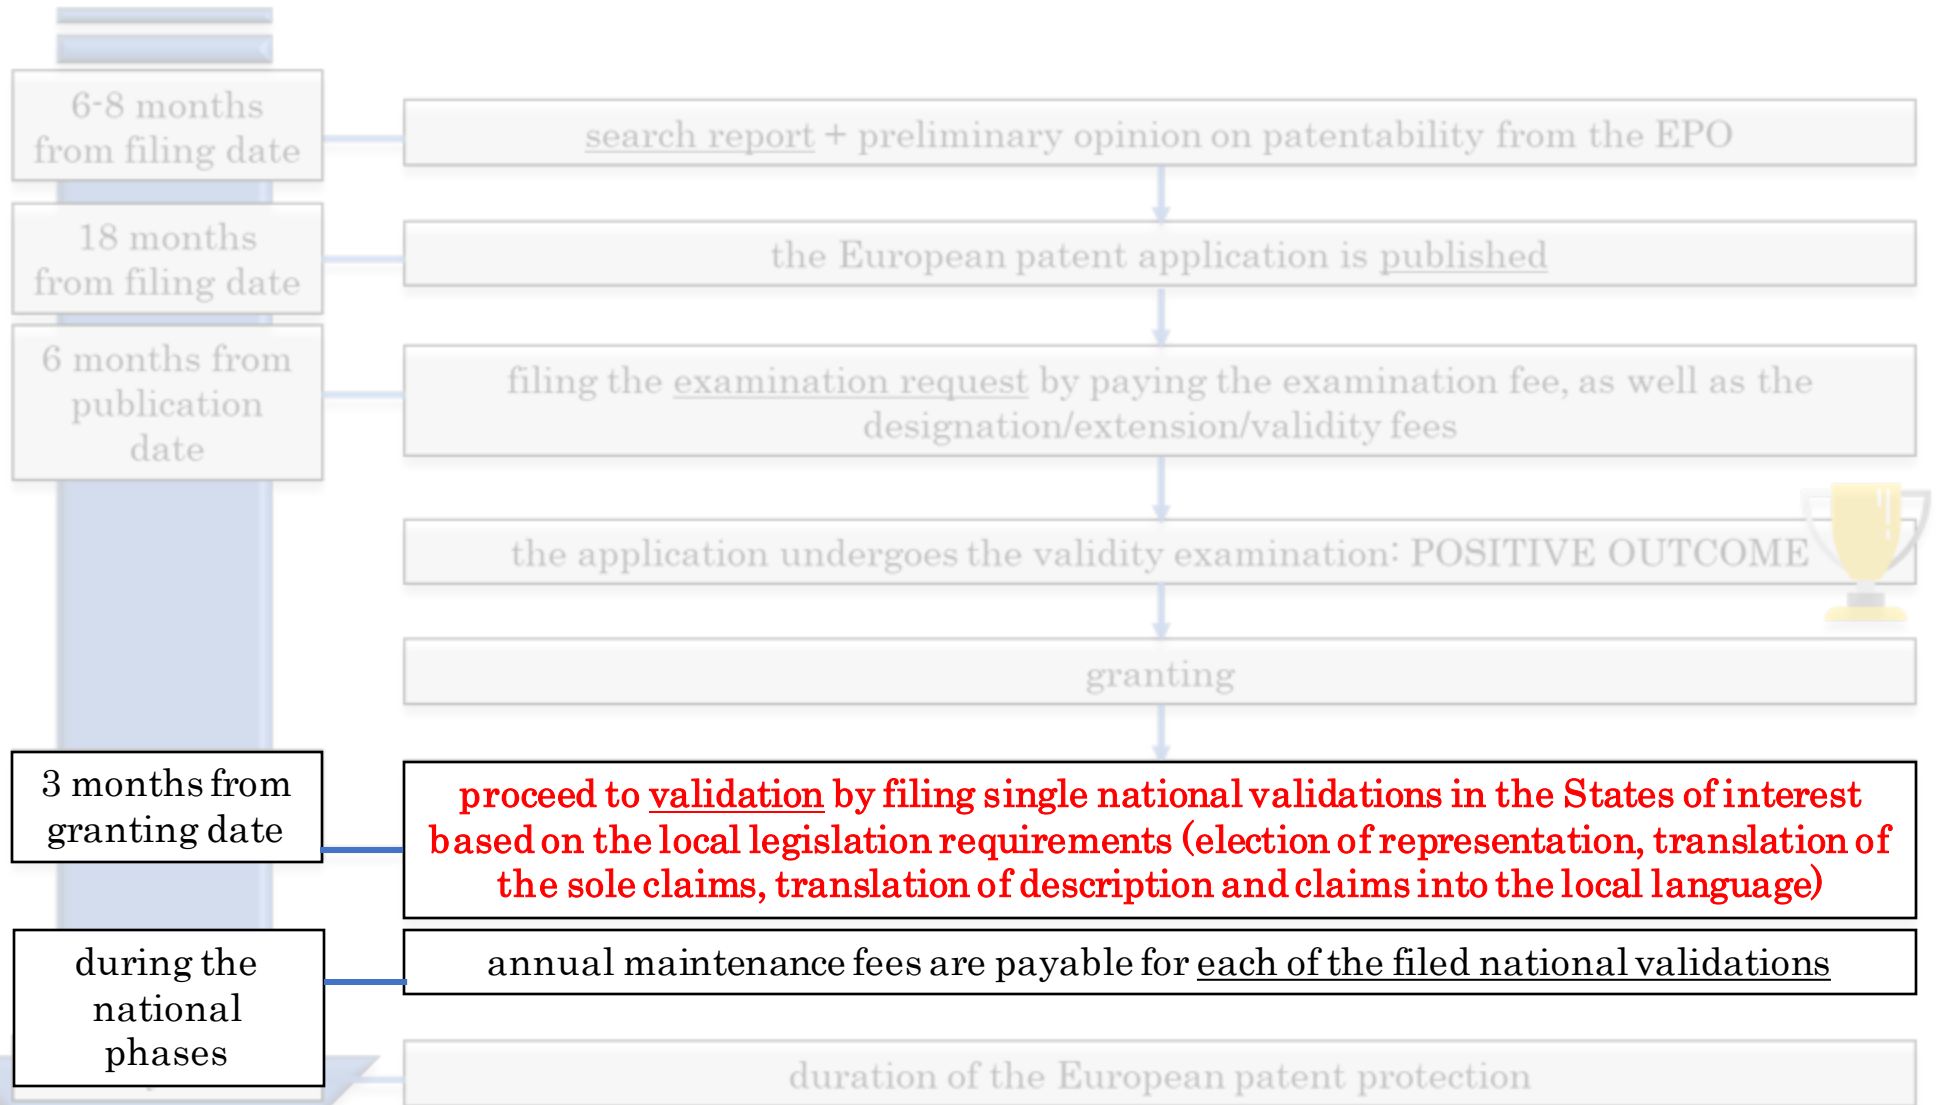 6-8 months
from filing date
search report + preliminary opinion on patentability from the EPO
18 months
from filing date
the European patent application is published
6 months from
publication
date
filing the examination request by paying the examination fee, as well as the
designation/extension/validity fees
the application undergoes the validity examination: POSITIVE OUTCOME
granting
3 months from
granting date
proceed to validation by filing single national validations in the States of interest
based on the local legislation requirements (election of representation, translation of
the sole claims, translation of description and claims into the local language)
during the
national
phases
annual maintenance fees are payable for each of the filed national validations
duration of the European patent protection